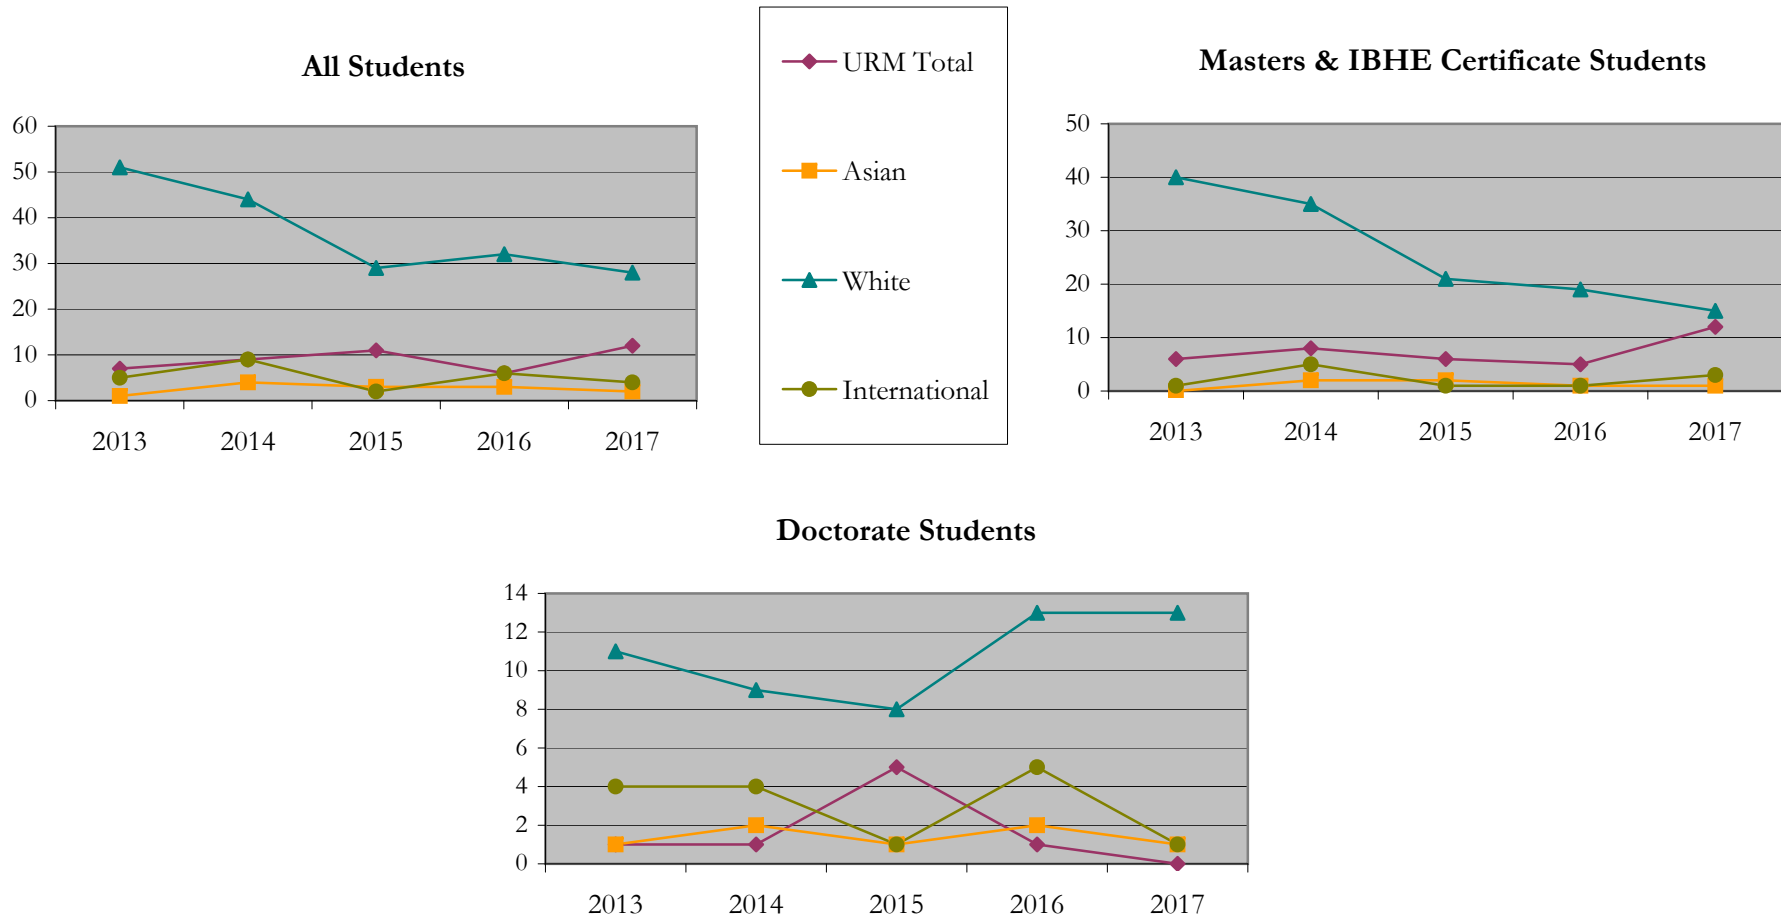 All Students
60
50
40
30
20
10
0
2013 2014 2015 2016 2017
URM Total
Asian
White
International
Masters & IBHE Certificate Students
50
40
30
20
10
0
2013 2014 2015 2016 2017
Doctorate Students
14
12
10
8
6
4
2
0
2013 2014 2015 2016 2017